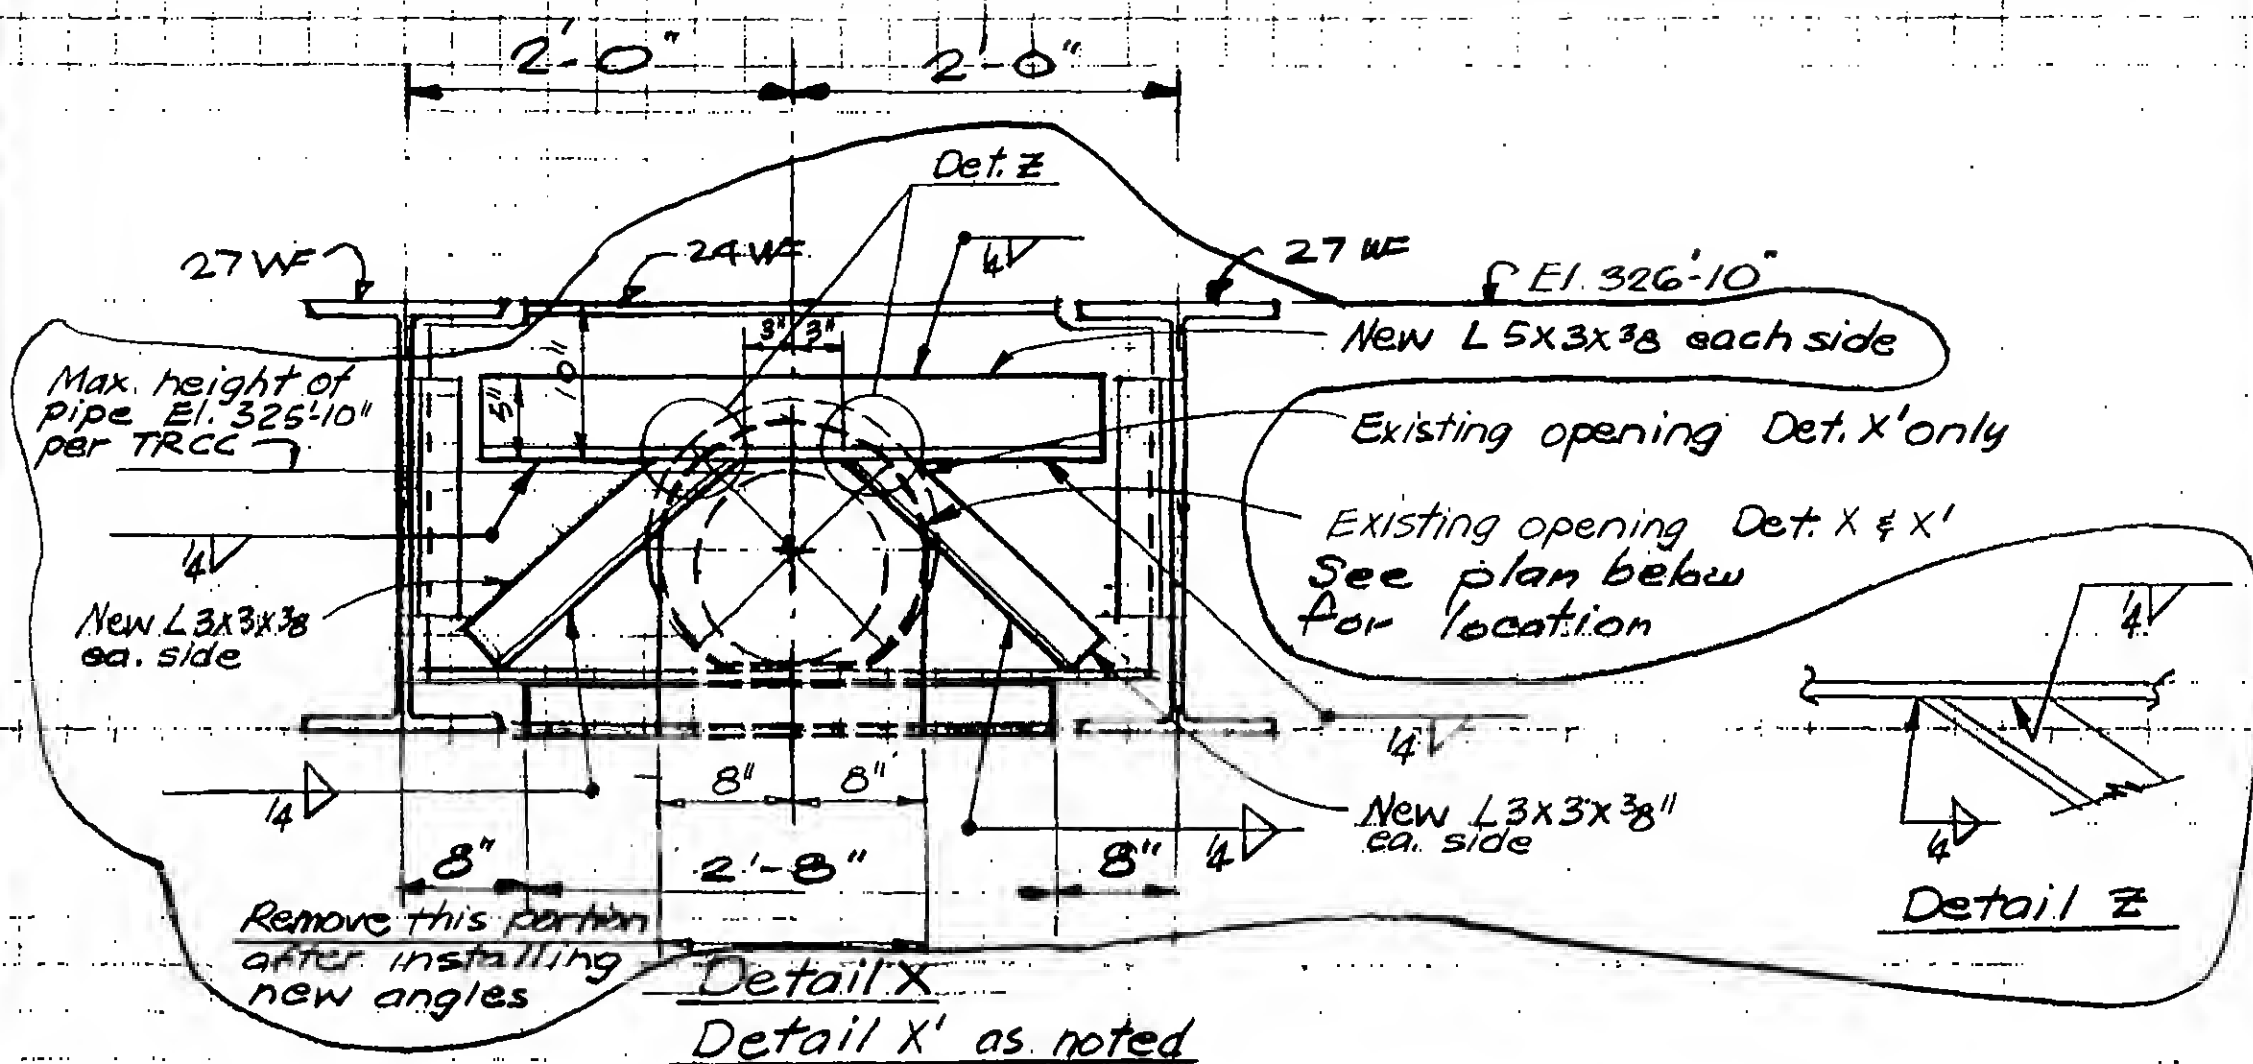 2'-0" 2'-0"
Det. Z
27 WF
24 WF
1/4
27 WF
El. 326'-10"
3" 3"
New L 5x3x3/8 each side
10"
5"
Max. height of
pipe El. 325'-10"
per TRCC
Existing opening Det. X' only
Existing opening Det. X & X'
See plan below
for location
1/4
New L3x3x3/8
ea. side
1/4
1/4
8" 8"
1/4
New L3x3x3/8"
ea. side
1/4
1/4
8" 2'-8" 8"
Remove this portion
after installing
new angles
Detail Z
Detail X
Detail X' as noted